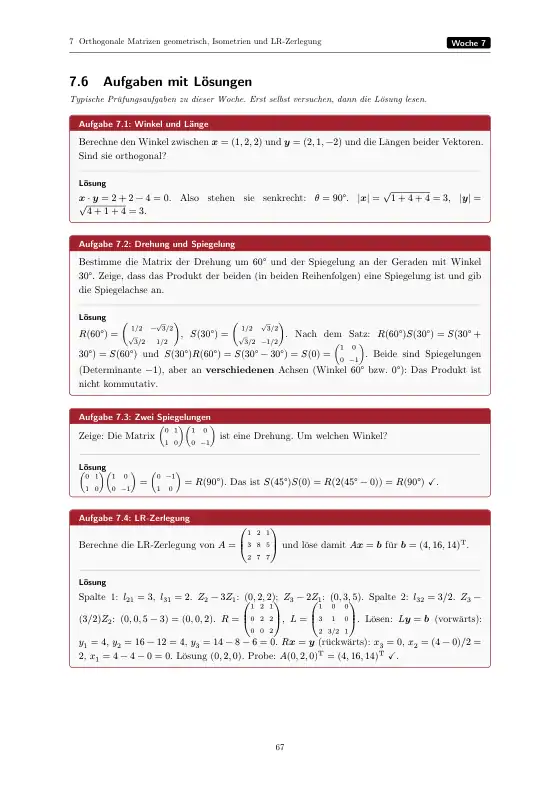 7 Orthogonale Matrizen geometrisch, Isometrien und LR-Zerlegung
Woche 7
7.6 Aufgaben mit Lösungen
Typische Prüfungsaufgaben zu dieser Woche. Erst selbst versuchen, dann die Lösung lesen.
Aufgabe 7.1: Winkel und Länge
Berechne den Winkel zwischen x = (1, 2, 2) und y = (2, 1, −2) und die Längen beider Vektoren.
Sind sie orthogonal?
Lösung
x · y = 2 + 2 − 4 = 0. Also stehen sie senkrecht: θ = 90°. |x| = √(1 + 4 + 4) = 3, |y| =
√(4 + 1 + 4) = 3.
Aufgabe 7.2: Drehung und Spiegelung
Bestimme die Matrix der Drehung um 60° und der Spiegelung an der Geraden mit Winkel
30°. Zeige, dass das Produkt der beiden (in beiden Reihenfolgen) eine Spiegelung ist und gib
die Spiegelachse an.
Lösung
R(60°) = (1/2 −√3/2; √3/2 1/2), S(30°) = (1/2 √3/2; √3/2 −1/2). Nach dem Satz: R(60°)S(30°) = S(30° +
30°) = S(60°) und S(30°)R(60°) = S(30° − 30°) = S(0) = (1 0; 0 −1). Beide sind Spiegelungen
(Determinante −1), aber an verschiedenen Achsen (Winkel 60° bzw. 0°): Das Produkt ist
nicht kommutativ.
Aufgabe 7.3: Zwei Spiegelungen
Zeige: Die Matrix (0 1; 1 0)(1 0; 0 −1) ist eine Drehung. Um welchen Winkel?
Lösung
(0 1; 1 0)(1 0; 0 −1) = (0 −1; 1 0) = R(90°). Das ist S(45°)S(0) = R(2(45° − 0)) = R(90°) ✓.
Aufgabe 7.4: LR-Zerlegung
Berechne die LR-Zerlegung von A = (1 2 1; 3 8 5; 2 7 7) und löse damit Ax = b für b = (4, 16, 14)ᵀ.
Lösung
Spalte 1: l₂₁ = 3, l₃₁ = 2. Z₂ − 3Z₁: (0, 2, 2); Z₃ − 2Z₁: (0, 3, 5). Spalte 2: l₃₂ = 3/2. Z₃ −
(3/2)Z₂: (0, 0, 5 − 3) = (0, 0, 2). R = (1 2 1; 0 2 2; 0 0 2), L = (1 0 0; 3 1 0; 2 3/2 1). Lösen: Ly = b (vorwärts):
y₁ = 4, y₂ = 16 − 12 = 4, y₃ = 14 − 8 − 6 = 0. Rx = y (rückwärts): x₃ = 0, x₂ = (4 − 0)/2 =
2, x₁ = 4 − 4 − 0 = 0. Lösung (0, 2, 0). Probe: A(0, 2, 0)ᵀ = (4, 16, 14)ᵀ ✓.
67